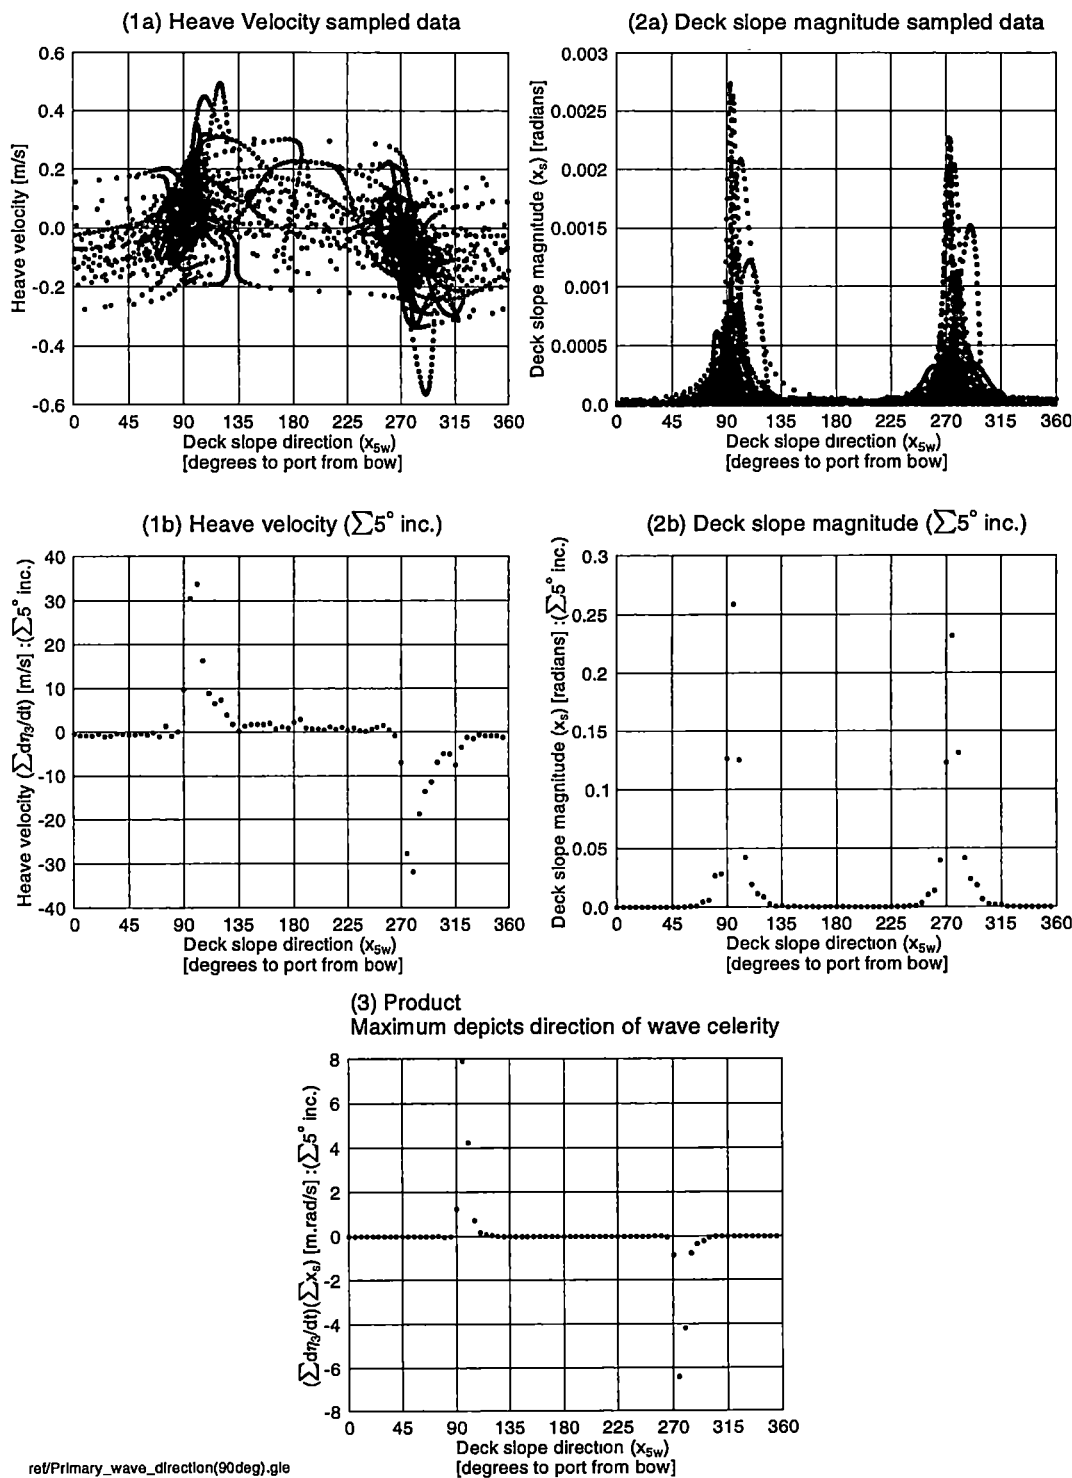 (1a) Heave Velocity sampled data
0.6
0.4
0.2
0.0
-0.2
-0.4
-0.6
Heave velocity [m/s]
0 45 90 135 180 225 270 315 360
Deck slope direction (x5w)
[degrees to port from bow]
(2a) Deck slope magnitude sampled data
0.003
0.0025
0.002
0.0015
0.001
0.0005
0.0
Deck slope magnitude (xs) [radians]
0 45 90 135 180 225 270 315 360
Deck slope direction (x5w)
[degrees to port from bow]
(1b) Heave velocity (∑5° inc.)
40
30
20
10
0
-10
-20
-30
-40
Heave velocity (∑dη3/dt) [m/s] :(∑5° inc.)
0 45 90 135 180 225 270 315 360
Deck slope direction (x5w)
[degrees to port from bow]
(2b) Deck slope magnitude (∑5° inc.)
0.3
0.25
0.2
0.15
0.1
0.05
0.0
Deck slope magnitude (xs) [radians] :(∑5° inc.)
0 45 90 135 180 225 270 315 360
Deck slope direction (x5w)
[degrees to port from bow]
(3) Product
Maximum depicts direction of wave celerity
8
6
4
2
0
-2
-4
-6
-8
(∑dη3/dt)(∑xs) [m.rad/s] :(∑5° inc.)
0 45 90 135 180 225 270 315 360
Deck slope direction (x5w)
[degrees to port from bow]
ref/Primary_wave_direction(90deg).gle